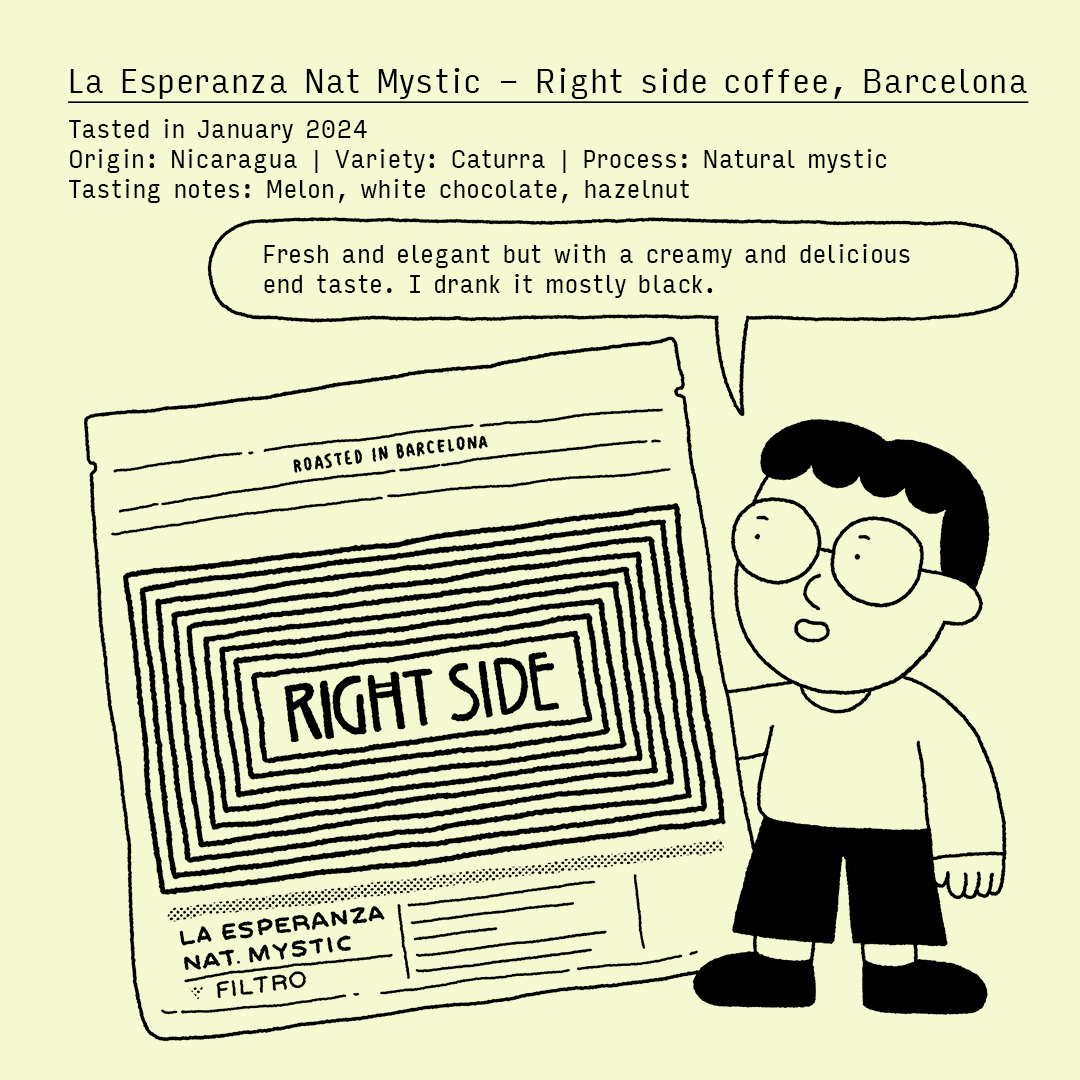 La Esperanza Nat Mystic – Right side coffee, Barcelona
Tasted in January 2024
Origin: Nicaragua | Variety: Caturra | Process: Natural mystic
Tasting notes: Melon, white chocolate, hazelnut
Fresh and elegant but with a creamy and delicious
end taste. I drank it mostly black.
ROASTED IN BARCELONA
RIGHT SIDE
LA ESPERANZA
NAT. MYSTIC
FILTRO